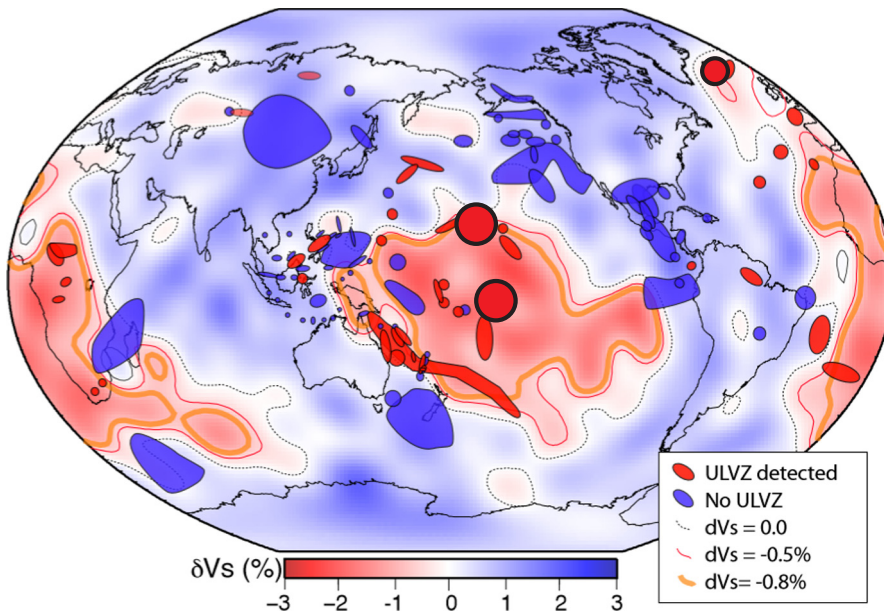 ULVZ detected
No ULVZ
dVs = 0.0
dVs = -0.5%
dVs= -0.8%
δVs (%)
−3 −2 -1 0 1 2 3